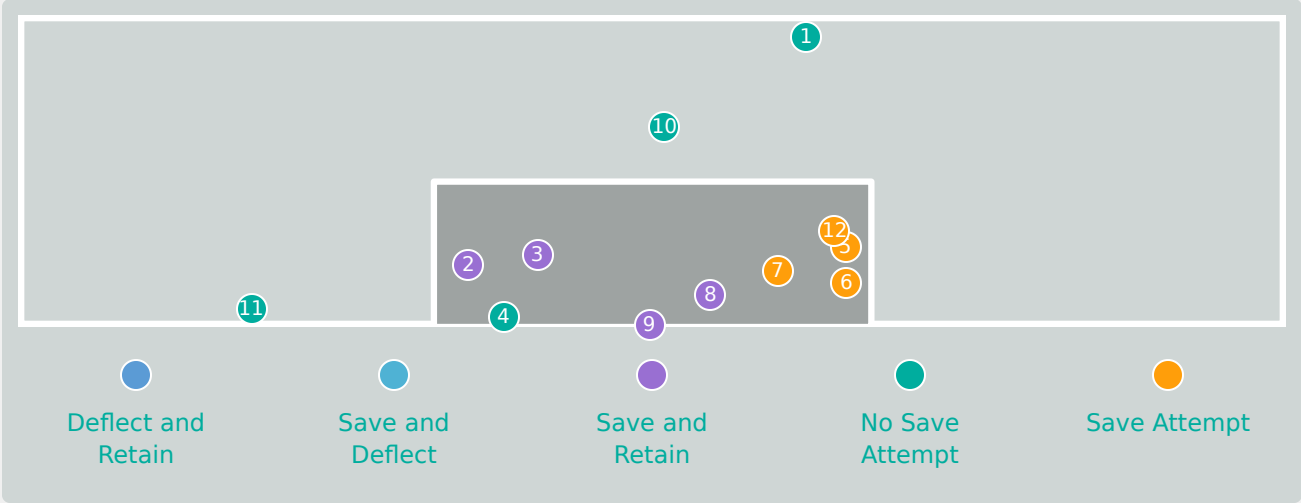 1
10
12
5
3
2
7
6
8
11
4
9
Deflect and
Retain
Save and
Deflect
Save and
Retain
No Save
Attempt
Save Attempt